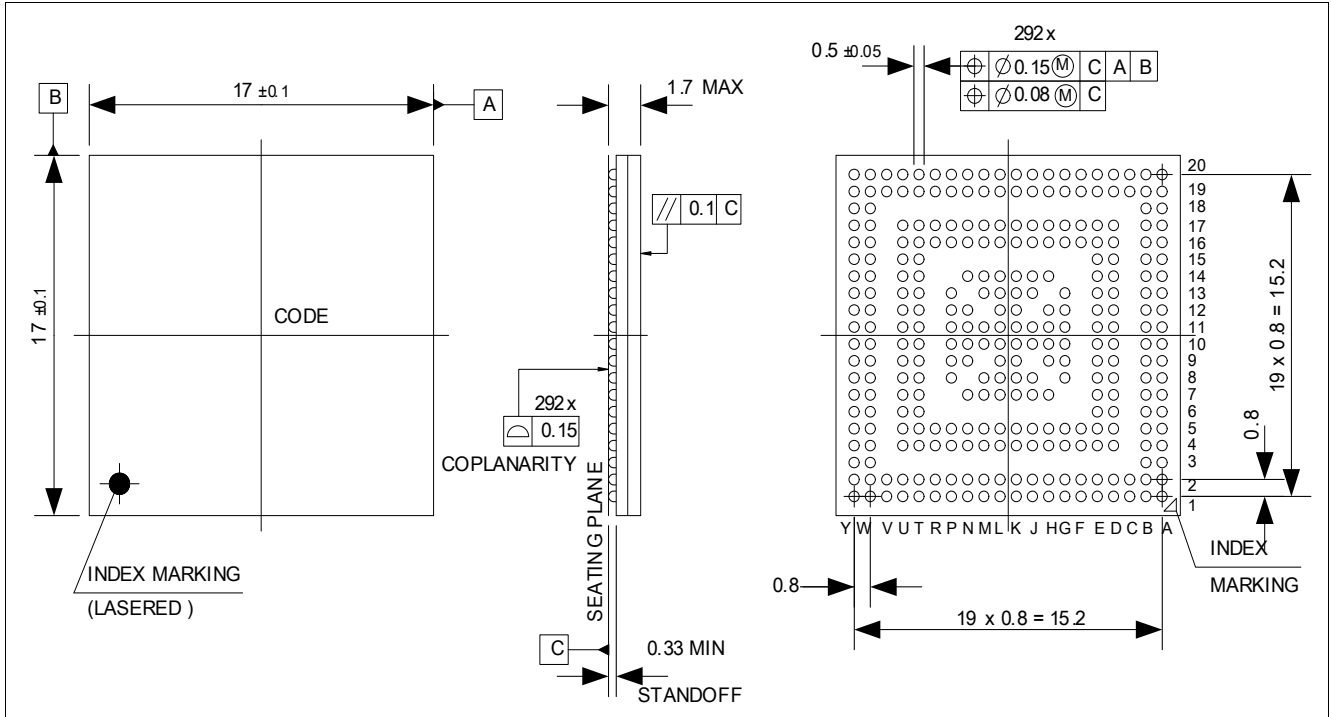 B
17 ±0.1
A
17 ±0.1
CODE
INDEX MARKING
(LASERED )
1.7 MAX
// 0.1 C
292 x
⌓ 0.15
COPLANARITY
SEATING PLANE
C
0.33 MIN
STANDOFF
292 x
0.5 ±0.05
⌖ ∅ 0.15 Ⓜ C A B
⌖ ∅ 0.08 Ⓜ C
20
19
18
17
16
15
14
13
12
11
10
9
8
7
6
5
4
3
2
1
19 x 0.8 = 15.2
0.8
Y W V U T R P N M L K J H G F E D C B A
INDEX
MARKING
0.8
19 x 0.8 = 15.2